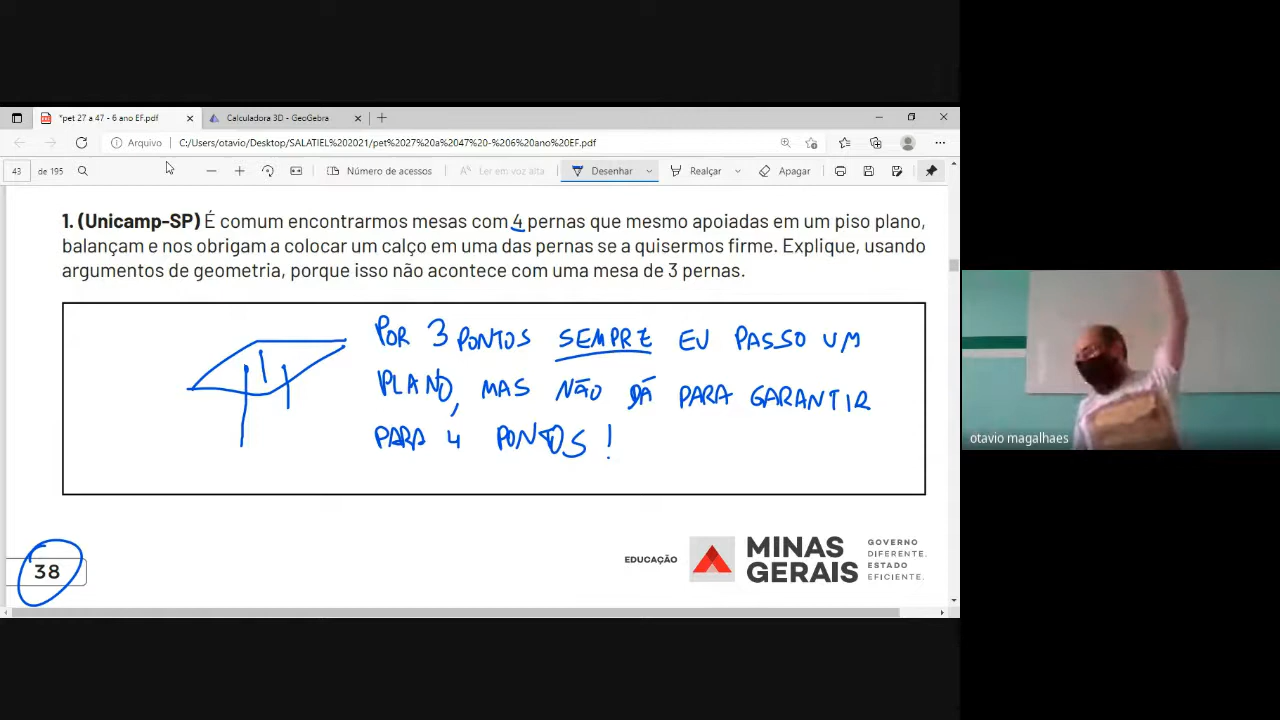 *pet 27 a 47 - 6 ano EF.pdf
Calculadora 3D - GeoGebra
Arquivo
C:/Users/otavio/Desktop/SALATIEL%202021/pet%2027%20a%2047%20-%206%20ano%20EF.pdf
43 de 195
Número de acessos
Ler em voz alta
Desenhar
Realçar
Apagar
1. (Unicamp-SP) É comum encontrarmos mesas com 4 pernas que mesmo apoiadas em um piso plano,
balançam e nos obrigam a colocar um calço em uma das pernas se a quisermos firme. Explique, usando
argumentos de geometria, porque isso não acontece com uma mesa de 3 pernas.
POR 3 PONTOS SEMPRE EU PASSO UM
PLANO, MAS NÃO DÁ PARA GARANTIR
PARA 4 PONTOS!
38
EDUCAÇÃO
MINAS
GERAIS
GOVERNO
DIFERENTE.
ESTADO
EFICIENTE.
otavio magalhaes